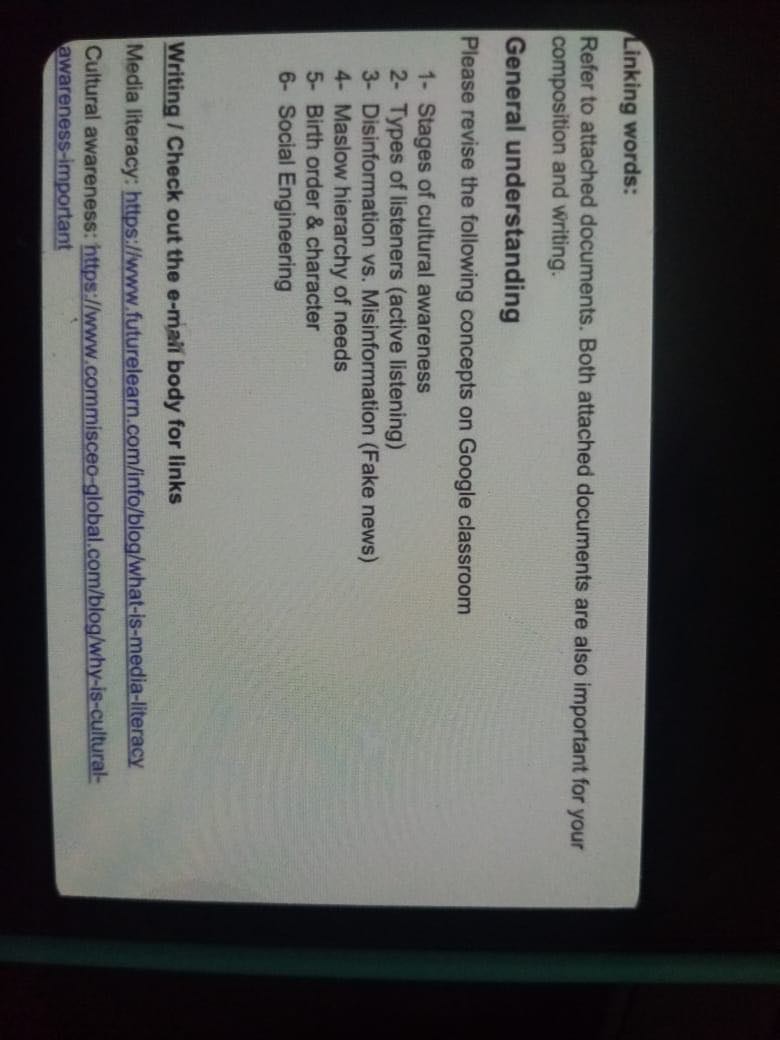 Linking words:
Refer to attached documents. Both attached documents are also important for your
composition and writing.
General understanding
Please revise the following concepts on Google classroom
1- Stages of cultural awareness
2- Types of listeners (active listening)
3- Disinformation vs. Misinformation (Fake news)
4- Maslow hierarchy of needs
5- Birth order & character
6- Social Engineering
Writing / Check out the e-mail body for links
Media literacy: https://www.futurelearn.com/info/blog/what-is-media-literacy
Cultural awareness: https://www.commisceo-global.com/blog/why-is-cultural-
awareness-important